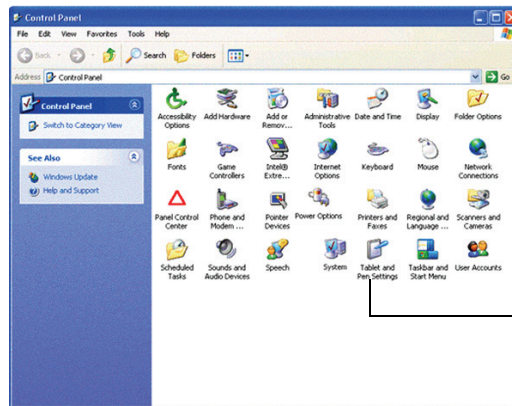 Control Panel
File Edit View Favorites Tools Help
Back Search Folders
Address Control Panel Go
Control Panel
Switch to Category View
See Also
Windows Update
Help and Support
Accessibility Options
Add Hardware
Add or Remov...
Administrative Tools
Date and Time
Display
Folder Options
Fonts
Game Controllers
Intel® Extre...
Internet Options
Keyboard
Mouse
Network Connections
Panel Control Center
Phone and Modem ...
Pointer Devices
Power Options
Printers and Faxes
Regional and Language ...
Scanners and Cameras
Scheduled Tasks
Sounds and Audio Devices
Speech
System
Tablet and Pen Settings
Taskbar and Start Menu
User Accounts